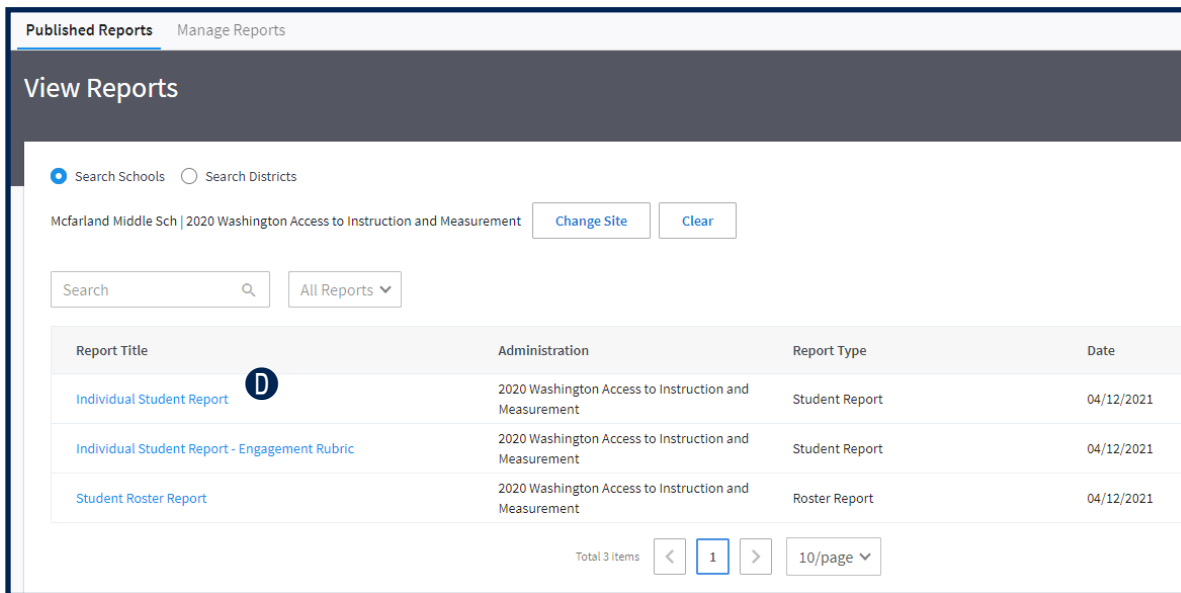 Published Reports Manage Reports
View Reports
Search Schools Search Districts
Mcfarland Middle Sch | 2020 Washington Access to Instruction and Measurement Change Site Clear
Search All Reports
Report Title Administration Report Type Date
D
Individual Student Report 2020 Washington Access to Instruction and Measurement Student Report 04/12/2021
Individual Student Report - Engagement Rubric 2020 Washington Access to Instruction and Measurement Student Report 04/12/2021
Student Roster Report 2020 Washington Access to Instruction and Measurement Roster Report 04/12/2021
Total 3 items < 1 > 10/page